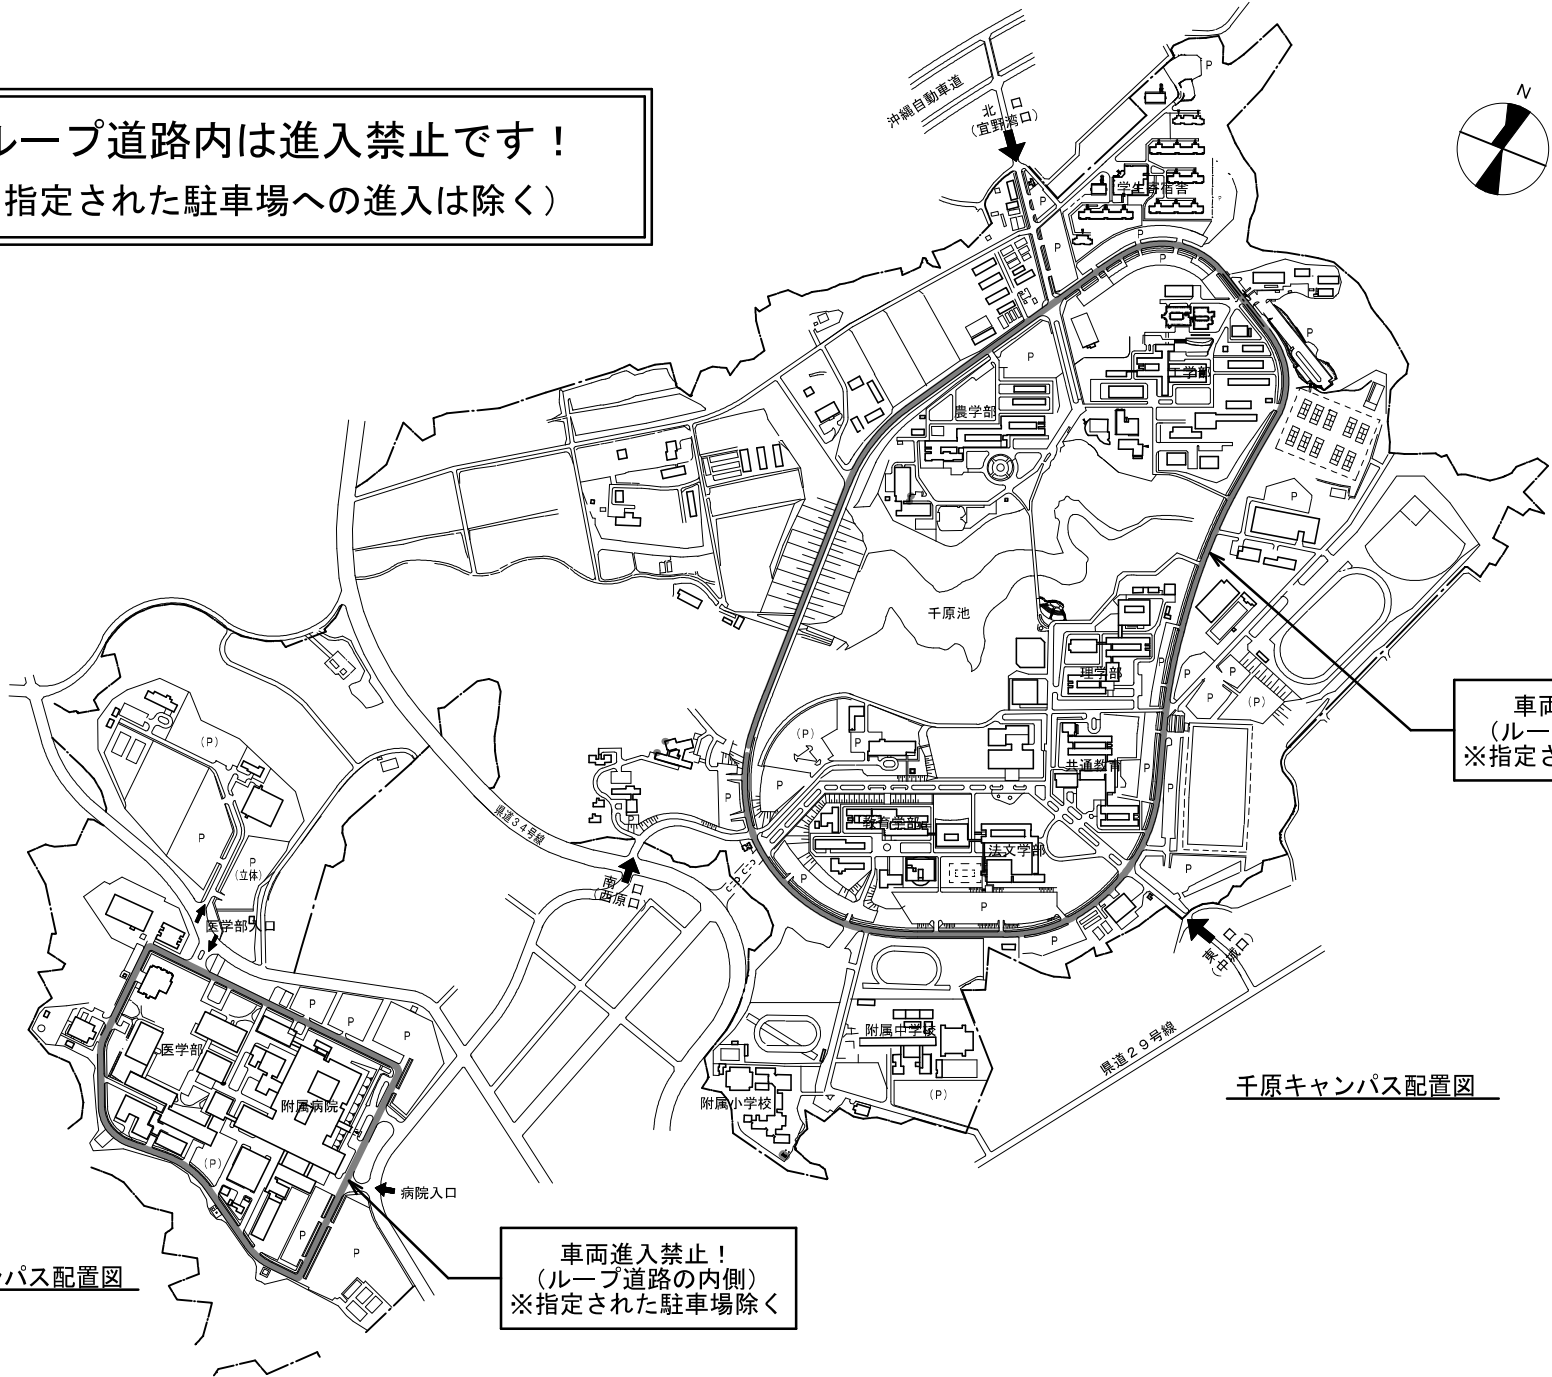 ループ道路内は進入禁止です！
指定された駐車場への進入は除く）
N
沖縄自動車道
北 口
（宜野湾口）
P
学生寄宿舎
P
P
P
P
P
P
P
工学部
農学部
P
千原池
理学部
P
P
P
P
(P)
車両
（ルー
※指定さ
(P)
P
P
P
共通教育
P
P
教育学部
法文学部
県道３４号線
南 口
（西原口）
P
P
P
P
P
東 口
（中城口）
(P)
P
P
（立体）
医学部入口
P
P
P
医学部
附属病院
(P)
P
P
病院入口
附属中学校
附属小学校
(P)
県道２９号線
千原キャンパス配置図
ンパス配置図
車両進入禁止！
（ループ道路の内側）
※指定された駐車場除く